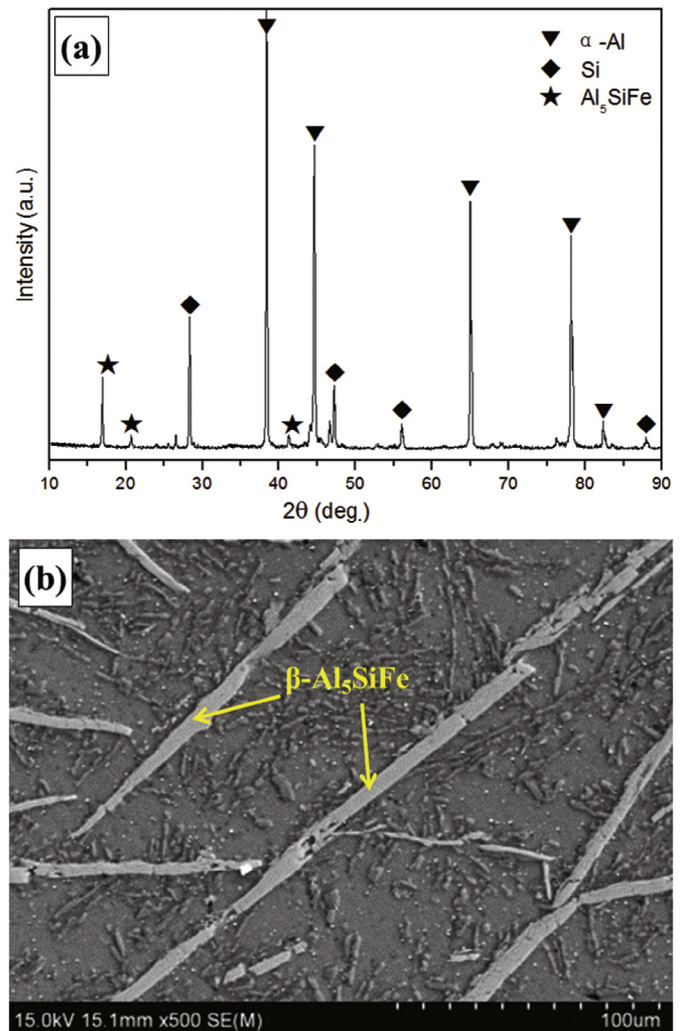 (a)
α -Al
Si
Al₅SiFe
Intensity (a.u.)
10 20 30 40 50 60 70 80 90
2θ (deg.)
(b)
β-Al₅SiFe
15.0kV 15.1mm x500 SE(M) 100µm